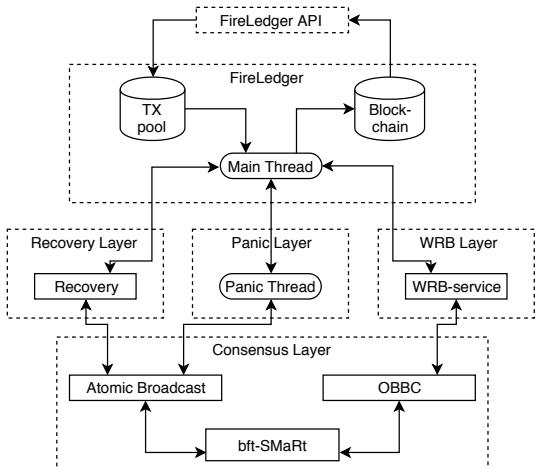 FireLedger API
FireLedger
TX
pool
Block-
chain
Main Thread
Recovery Layer
Panic Layer
WRB Layer
Recovery
Panic Thread
WRB-service
Consensus Layer
Atomic Broadcast
OBBC
bft-SMaRt